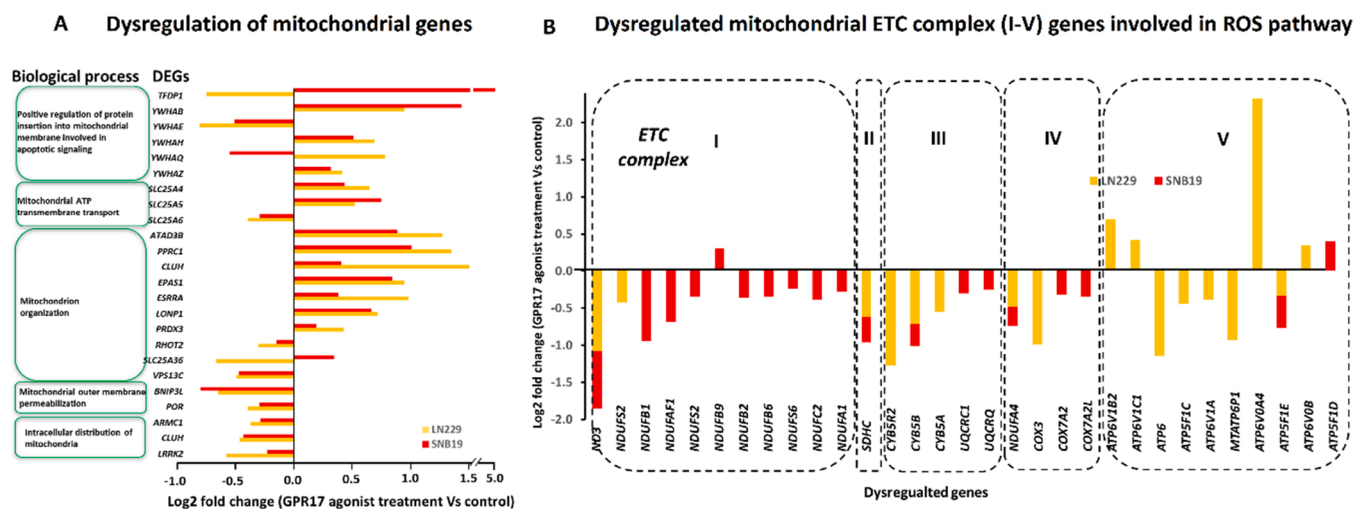 A Dysregulation of mitochondrial genes
Biological process DEGs
Positive regulation of protein
insertion into mitochondrial
membrane Involved in
apoptotic signaling
Mitochondrial ATP
transmembrane transport
Mitochondrion
organization
Mitochondrial outer membrane
permeabilization
Intracellular distribution of
mitochondria
TFDP1
YWHAB
YWHAE
YWHAH
YWHAQ
YWHAZ
SLC25A4
SLC25A5
SLC25A6
ATAD3B
PPRC1
CLUH
EPAS1
ESRRA
LONP1
PRDX3
RHOT2
SLC25A36
VPS13C
BNIP3L
POR
ARMC1
CLUH
LRRK2
LN229
SNB19
-1.0 -0.5 0.0 0.5 1.0 1.5 5.0
Log2 fold change (GPR17 agonist treatment Vs control)
B Dysregulated mitochondrial ETC complex (I-V) genes involved in ROS pathway
Log2 fold change (GPR17 agonist treatment Vs control)
2.0
1.5
1.0
0.5
0.0
-0.5
-1.0
-1.5
-2.0
ETC
complex
I
II
III
IV
V
LN229 SNB19
ND3
NDUFS2
NDUFB1
NDUFAF1
NDUFS2
NDUFB9
NDUFB2
NDUFB6
NDUFS6
NDUFC2
NDUFA1
SDHC
CYB5R2
CYB5B
CYB5A
UQCRC1
UQCRQ
NDUFA4
COX3
COX7A2
COX7A2L
ATP6V1B2
ATP6V1C1
ATP6
ATP5F1C
ATP6V1A
MTATP6P1
ATP6V0A4
ATP5F1E
ATP6V0B
ATP5F1D
Dysregualted genes